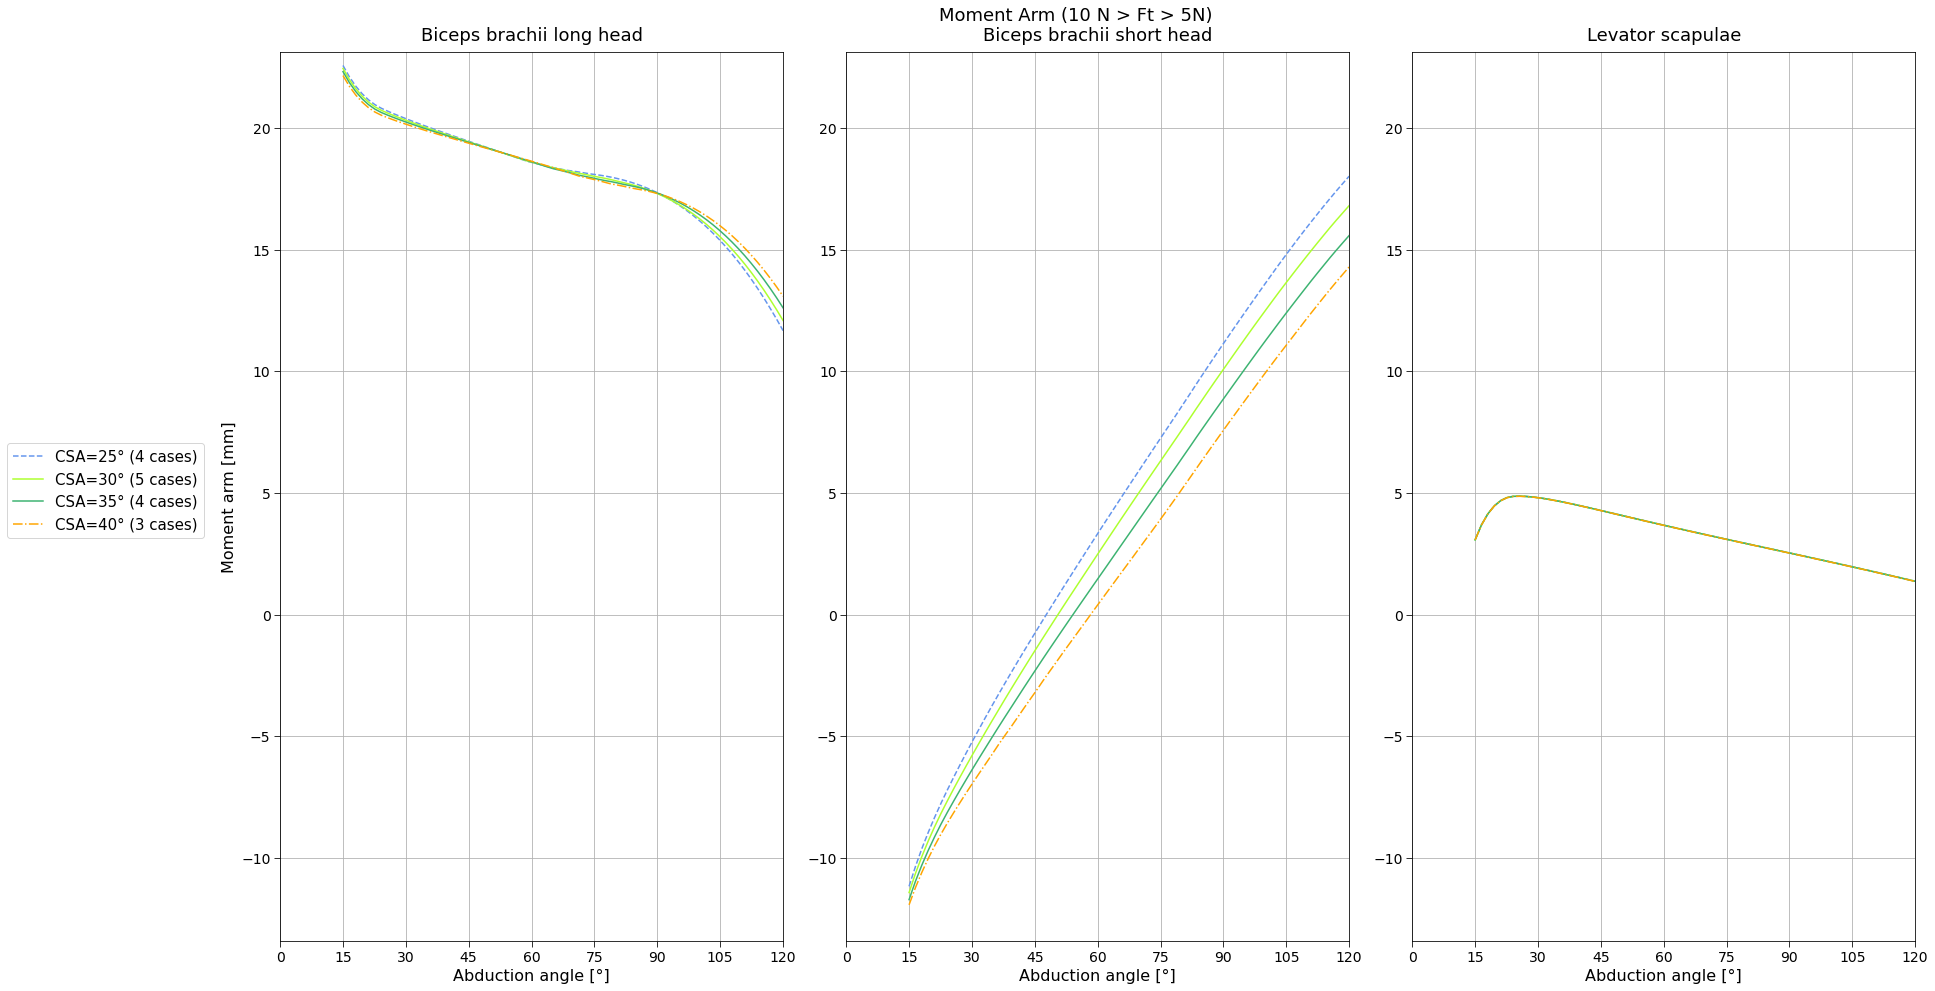 Moment Arm (10 N > Ft > 5N)
Biceps brachii long head
Biceps brachii short head
Levator scapulae
20
15
10
5
0
−5
−10
20
15
10
5
0
−5
−10
20
15
10
5
0
−5
−10
Moment arm [mm]
CSA=25° (4 cases)
CSA=30° (5 cases)
CSA=35° (4 cases)
CSA=40° (3 cases)
0 15 30 45 60 75 90 105 120
0 15 30 45 60 75 90 105 120
0 15 30 45 60 75 90 105 120
Abduction angle [°]
Abduction angle [°]
Abduction angle [°]